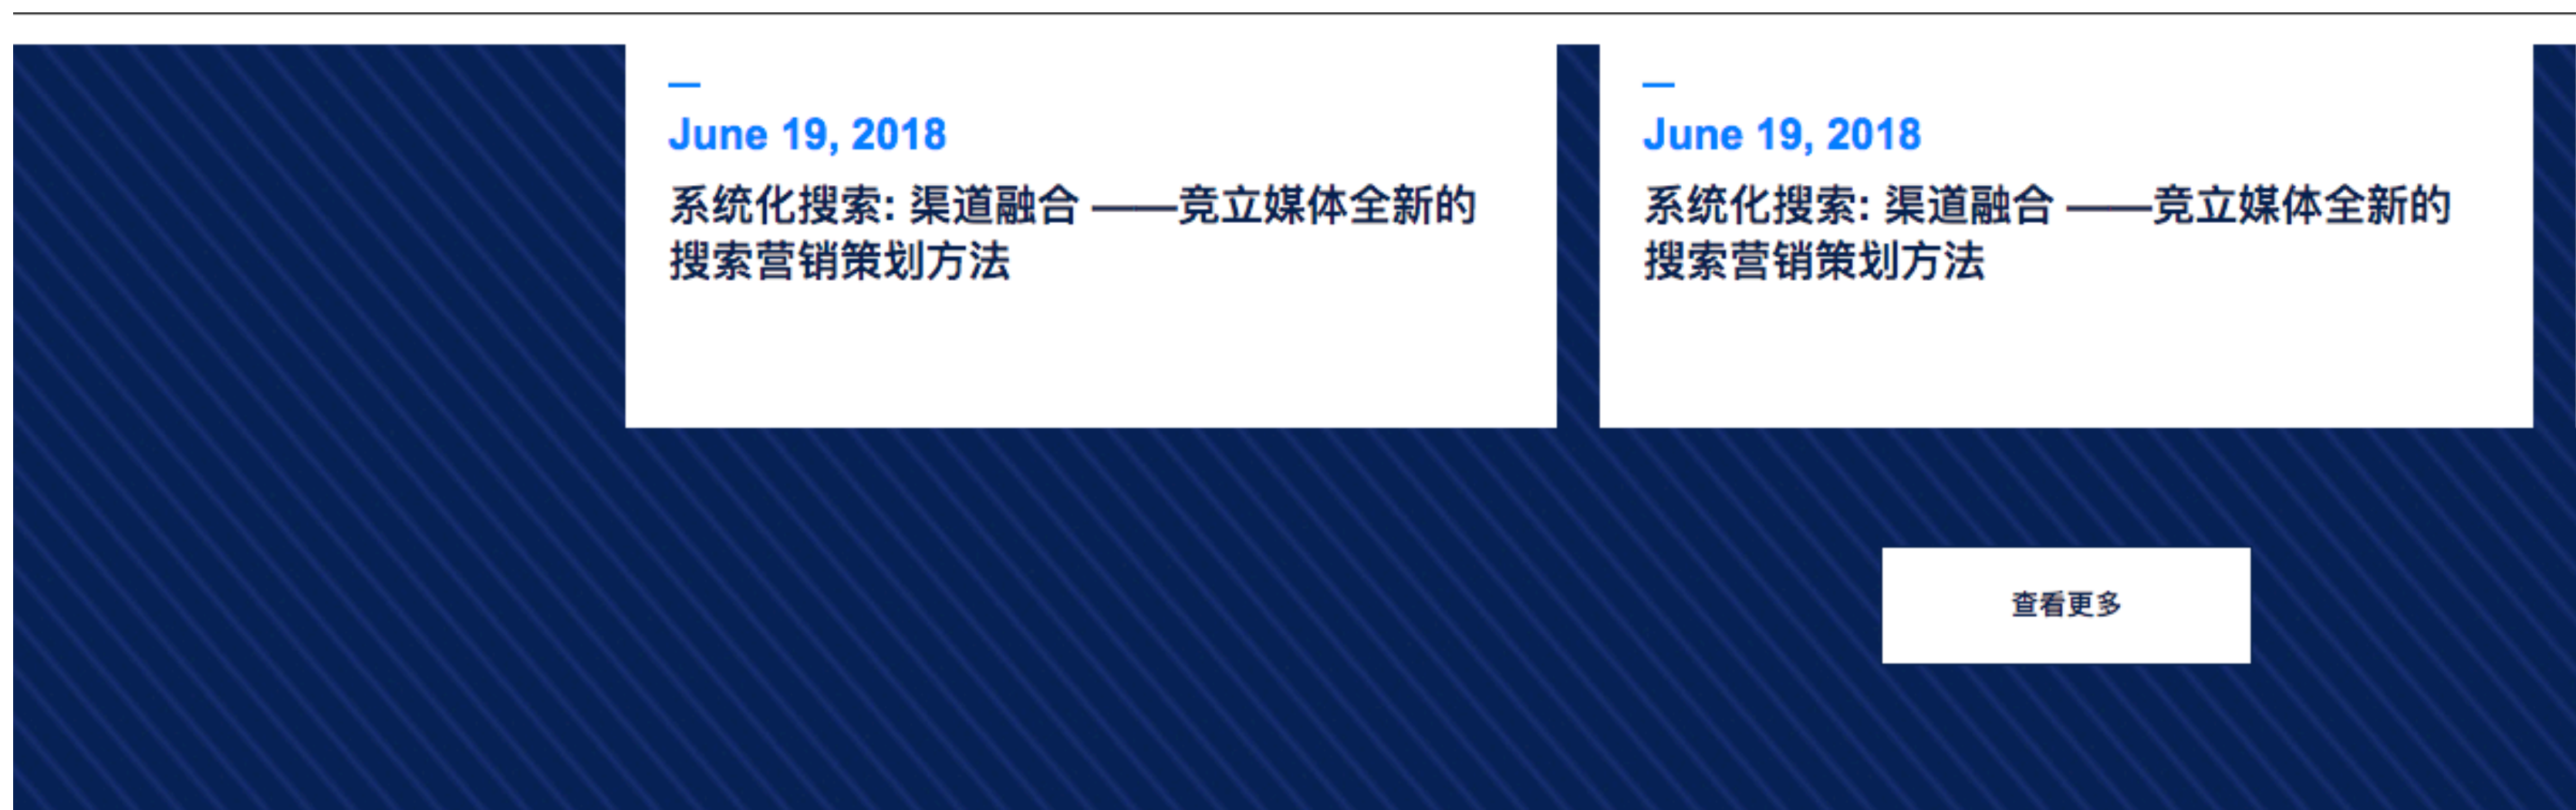 June 19, 2018
系统化搜索: 渠道融合 ——竞立媒体全新的
搜索营销策划方法
June 19, 2018
系统化搜索: 渠道融合 ——竞立媒体全新的
搜索营销策划方法
查看更多